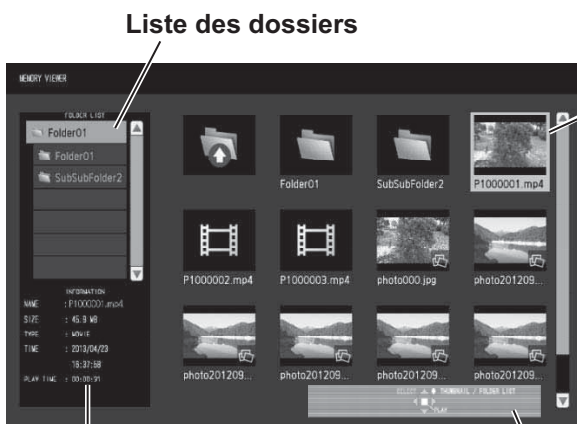 Liste des dossiers
MEMORY VIEWER
FOLDER LIST
Folder01
Folder01
SubSubFolder2
INFORMATION
NAME : P1000001.mp4
SIZE : 45.9 MB
TYPE : MOVIE
TIME : 2013/04/23
15:37:58
PLAY TIME : 00:00:31
Folder01
SubSubFolder2
P1000001.mp4
P1000002.mp4
P1000003.mp4
photo000.jpg
photo201209...
photo201209...
photo201209...
photo201209...
photo201209...
SELECT
THUMBNAIL / FOLDER LIST
PLAY